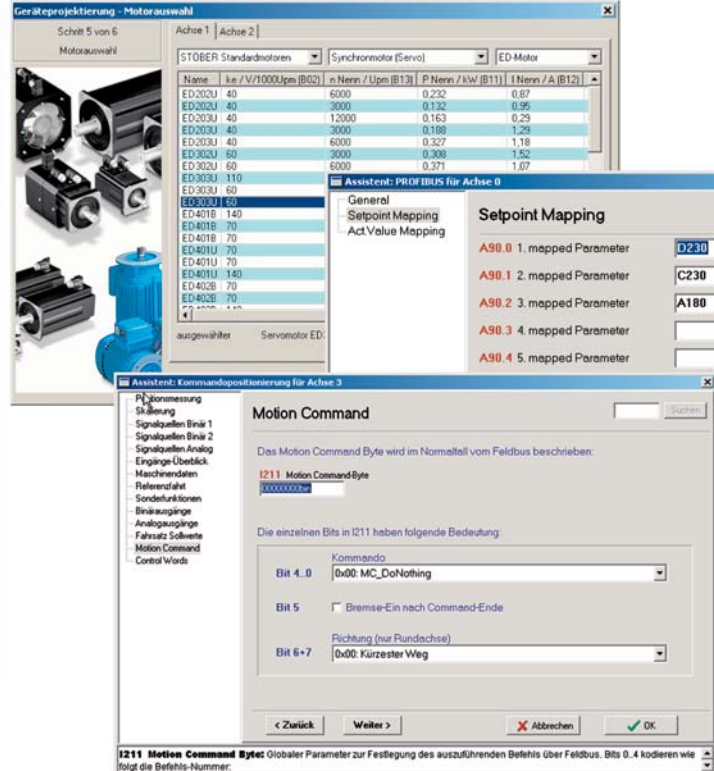 Geräteprojektierung - Motorauswahl
Schritt 5 von 6
Motorauswahl
Achse 1 Achse 2
STÖBER Standardmotoren Synchronmotor (Servo) ED-Motor
Name ke / V/1000Upm (B02) n Nenn / Upm (B13) P Nenn / kW (B11) I Nenn / A (B12)
ED202U 40 6000 0,232 0,87
ED202U 40 3000 0,132 0,95
ED203U 40 12000 0,163 0,29
ED203U 40 3000 0,188 1,29
ED203U 40 6000 0,327 1,18
ED302U 60 3000 0,308 1,52
ED302U 60 6000 0,371 1,07
ED303U 110
ED303U 60
ED303U 60
ED401B 140
ED401B 70
ED401B 70
ED401U 70
ED401U 70
ED401U 140
ED402B 70
ED402B 70
ausgewählter Servomotor ED
Assistent: PROFIBUS für Achse 0
General
Setpoint Mapping
Act.Value Mapping
Setpoint Mapping
A90.0 1. mapped Parameter D230
A90.1 2. mapped Parameter C230
A90.2 3. mapped Parameter A180
A90.3 4. mapped Parameter
A90.4 5. mapped Parameter
Assistent: Kommandopositionierung für Achse 3
Positionsmessung
Skalierung
Signalquellen Binär 1
Signalquellen Binär 2
Signalquellen Analog
Eingänge-Überblick
Maschinendaten
Referenzfahrt
Sonderfunktionen
Binärausgänge
Analogausgänge
Fahrsatz Sollwerte
Motion Command
Control Words
Motion Command
Suchen
Das Motion Command Byte wird im Normalfall vom Feldbus beschrieben:
I211 Motion Command-Byte
00000000bin
Die einzelnen Bits in I211 haben folgende Bedeutung:
Kommando
Bit 4..0 0x00: MC_DoNothing
Bit 5 Bremse-Ein nach Command-Ende
Richtung (nur Rundachse)
Bit 6+7 0x00: Kürzester Weg
< Zurück Weiter > Abbrechen OK
I211 Motion Command Byte: Globaler Parameter zur Festlegung des auszuführenden Befehls über Feldbus. Bits 0..4 kodieren wie
folgt die Befehls-Nummer: